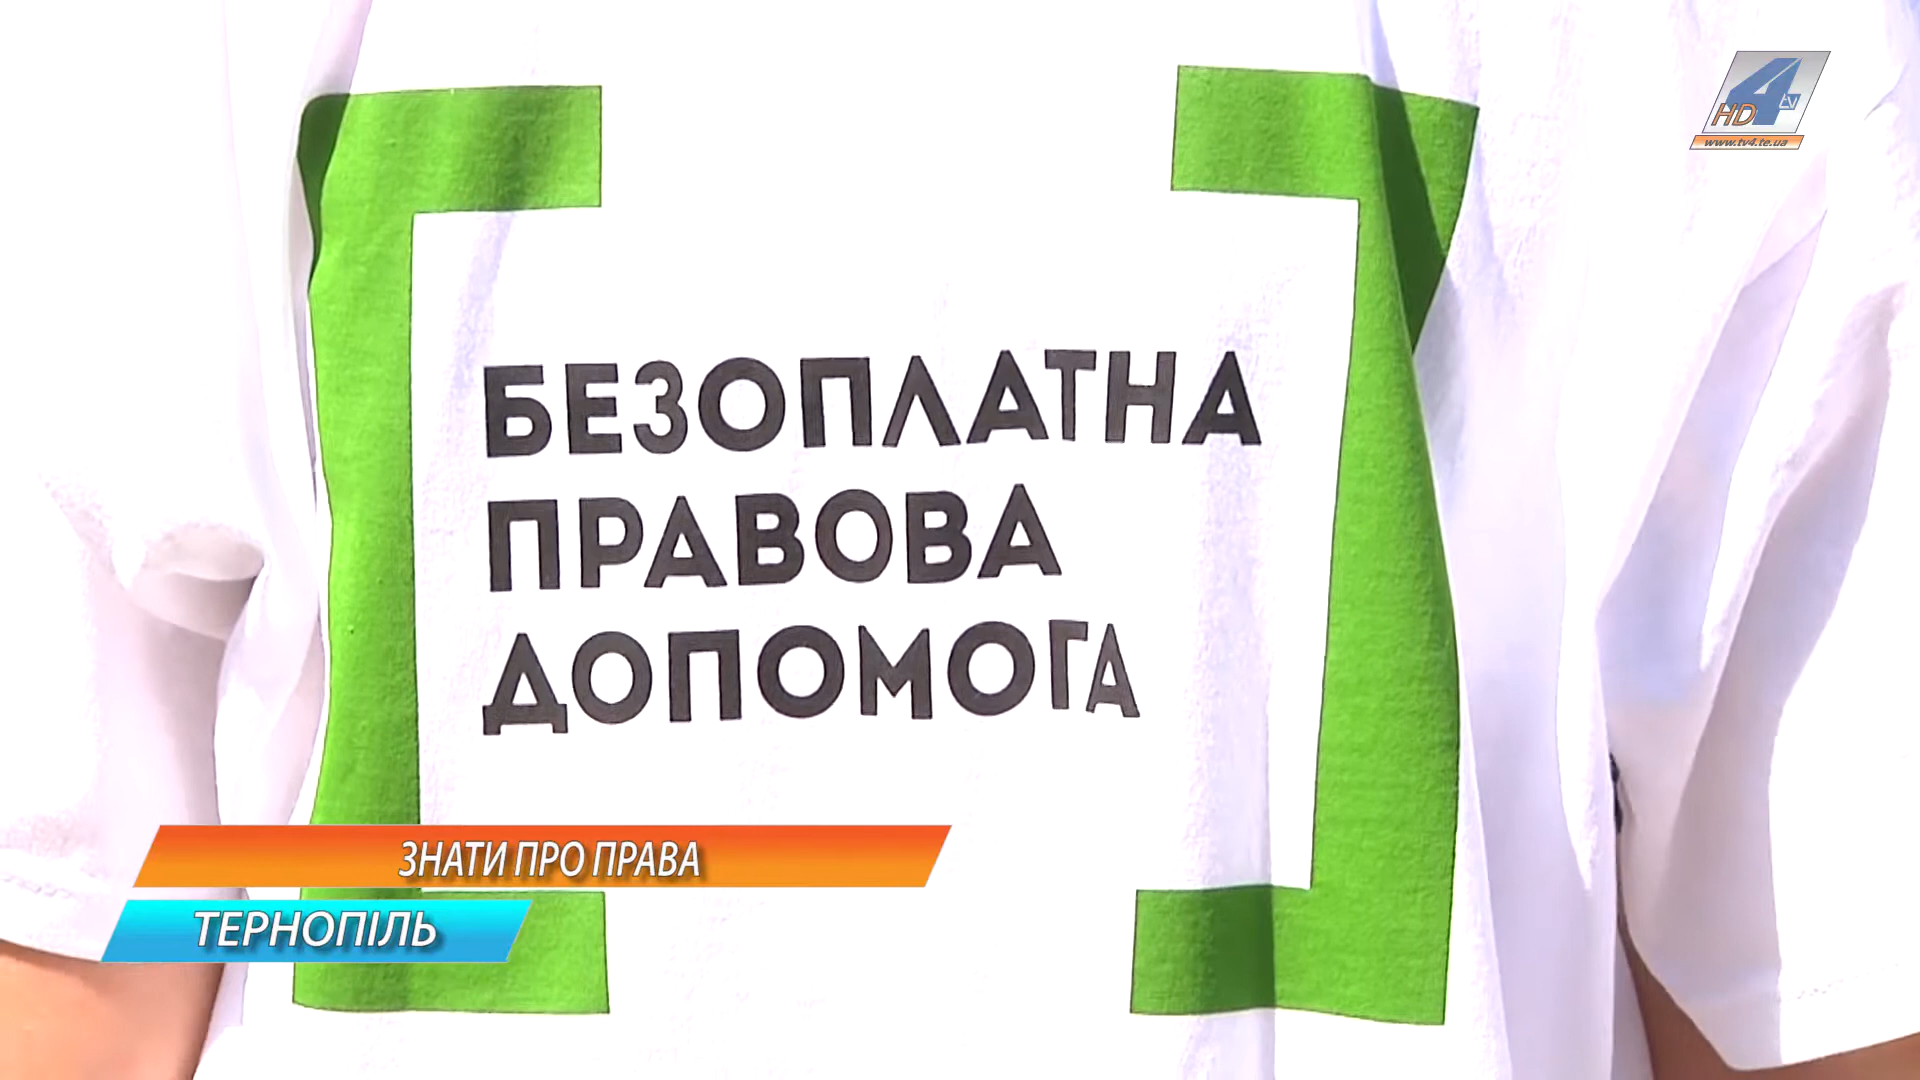 HD 4 tv
www.tv4.te.ua
БЕЗОПЛАТНА
ПРАВОВА
ДОПОМОГА
ЗНАТИ ПРО ПРАВА
ТЕРНОПІЛЬ